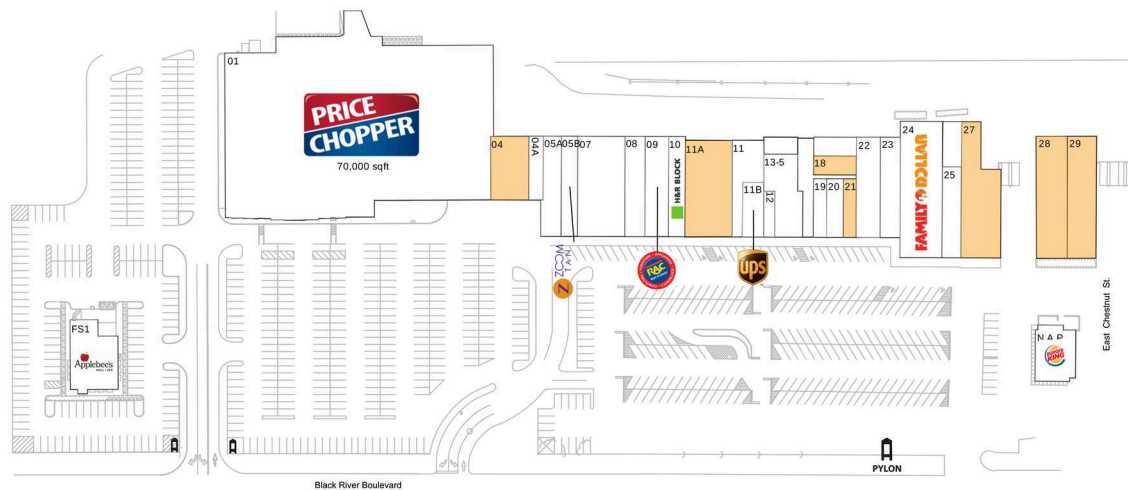 01
PRICE
CHOPPER
70,000 sqft
04
04A
05A
05B
07
08
09
10
H&R BLOCK
11A
11
11B
13-5
12
18
19
20
21
22
23
24
FAMILY DOLLAR
25
27
28
29
ZOOM
TAN
Z
RAC
ups
FS1
Applebee's
N A P
BURGER
KING
East Chestnut St.
PYLON
Black River Boulevard